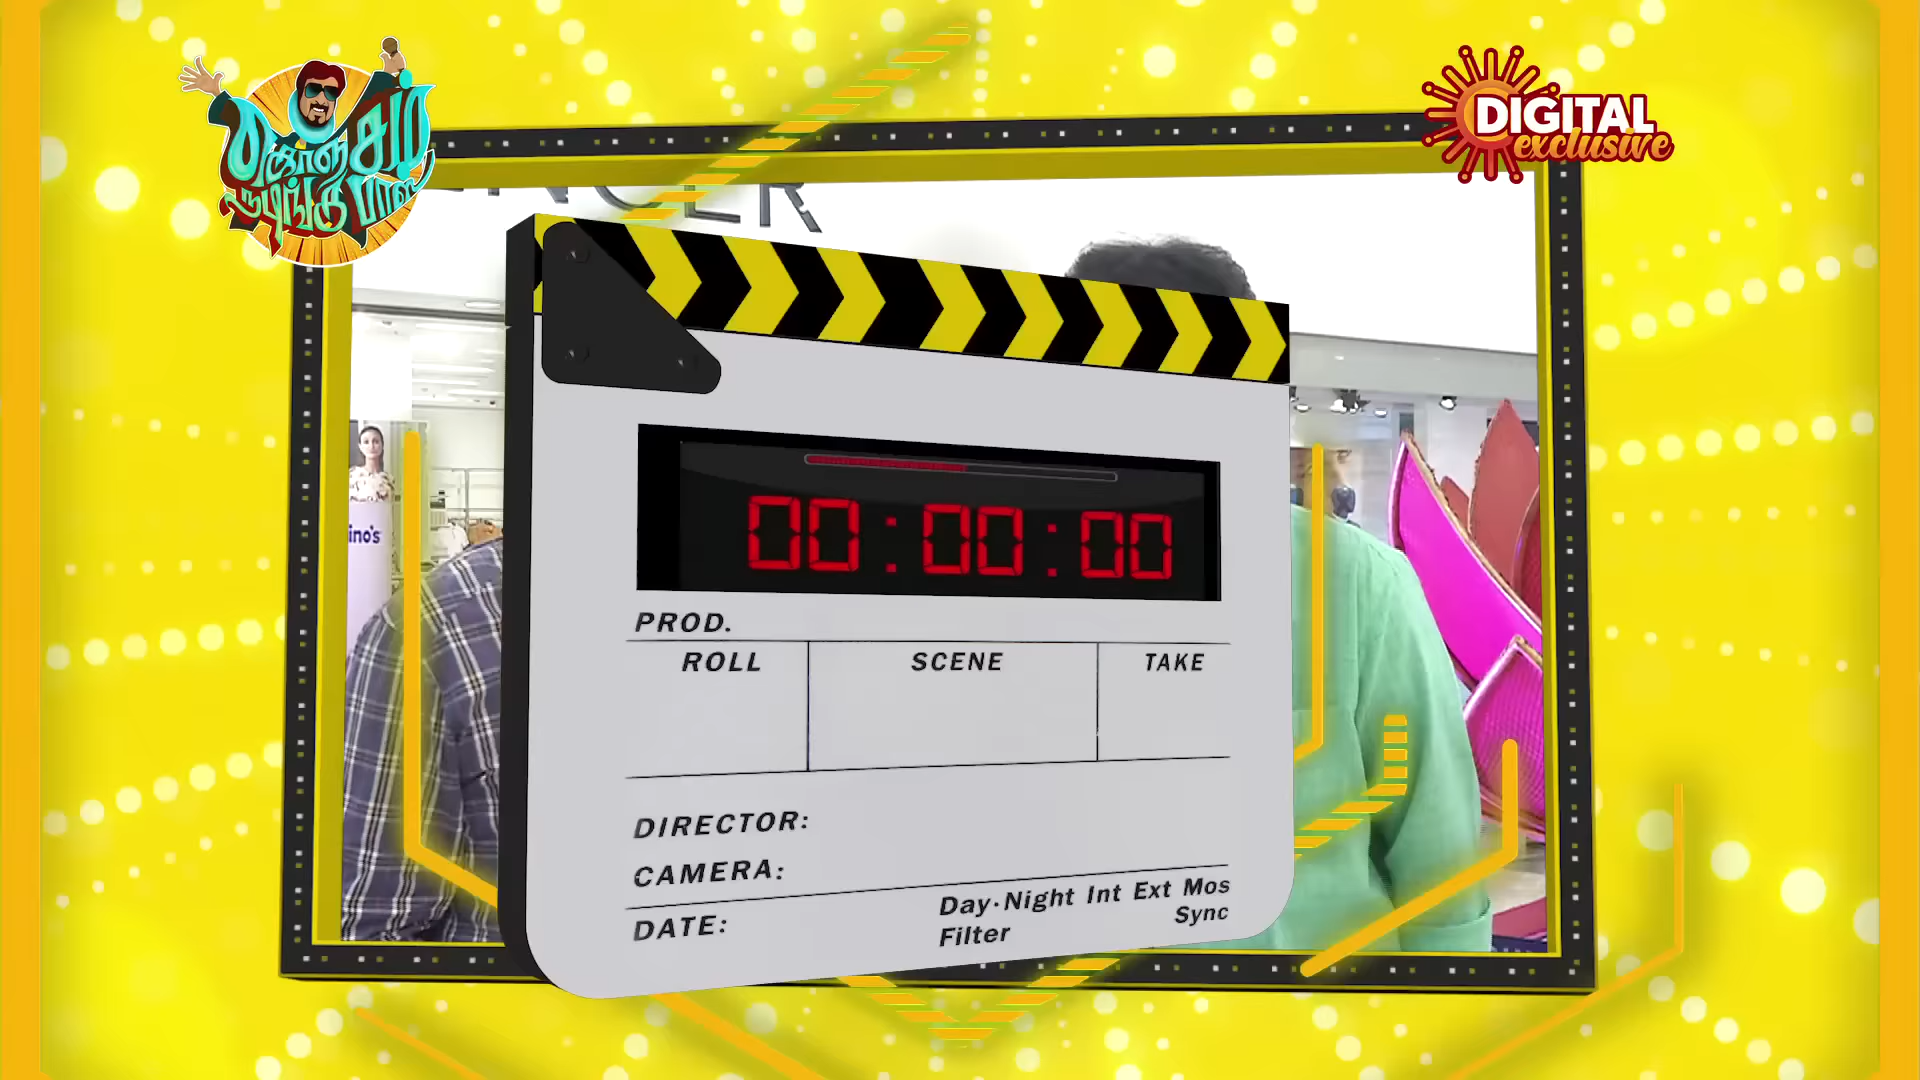 DIGITAL
exclusive
00:00:00
PROD.
ROLL SCENE TAKE
DIRECTOR:
CAMERA:
DATE:
Day·Night Int Ext Mos
Sync
Filter
ino's